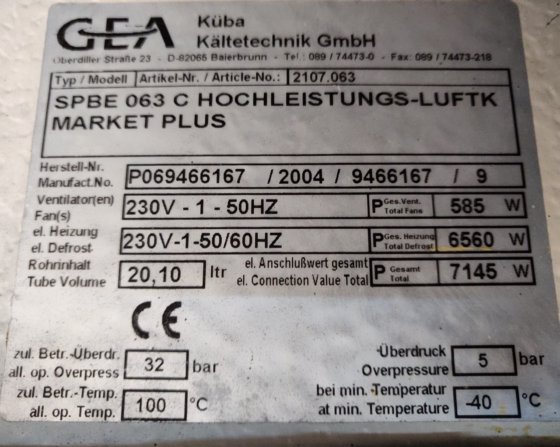 GEA Küba
Kältetechnik GmbH
Oberdiller Straße 23 - D-82065 Baierbrunn - Tel.: 089 / 74473-0 - Fax: 089 / 74473-218
Typ / Modell Artikel-Nr. / Article-No.: 2107.063
SPBE 063 C HOCHLEISTUNGS-LUFTK
MARKET PLUS
Herstell-Nr.
Manufact.No. P069466167 / 2004 / 9466167 / 9
Ventilator(en)
Fan(s) 230V - 1 - 50HZ P Ges.Vent. Total Fans 585 W
el. Heizung
el. Defrost 230V-1-50/60HZ P Ges. Heizung Total Defrost 6560 W
Rohrinhalt
Tube Volume 20,10 ltr
el. Anschlußwert gesamt
el. Connection Value Total P Gesamt Total 7145 W
CE
zul. Betr.-Überdr.
all. op. Overpress 32 bar
Überdruck
Overpressure 5 bar
zul. Betr.-Temp.
all. op. Temp. 100 °C
bei min. Temperatur
at min. Temperature -40 °C